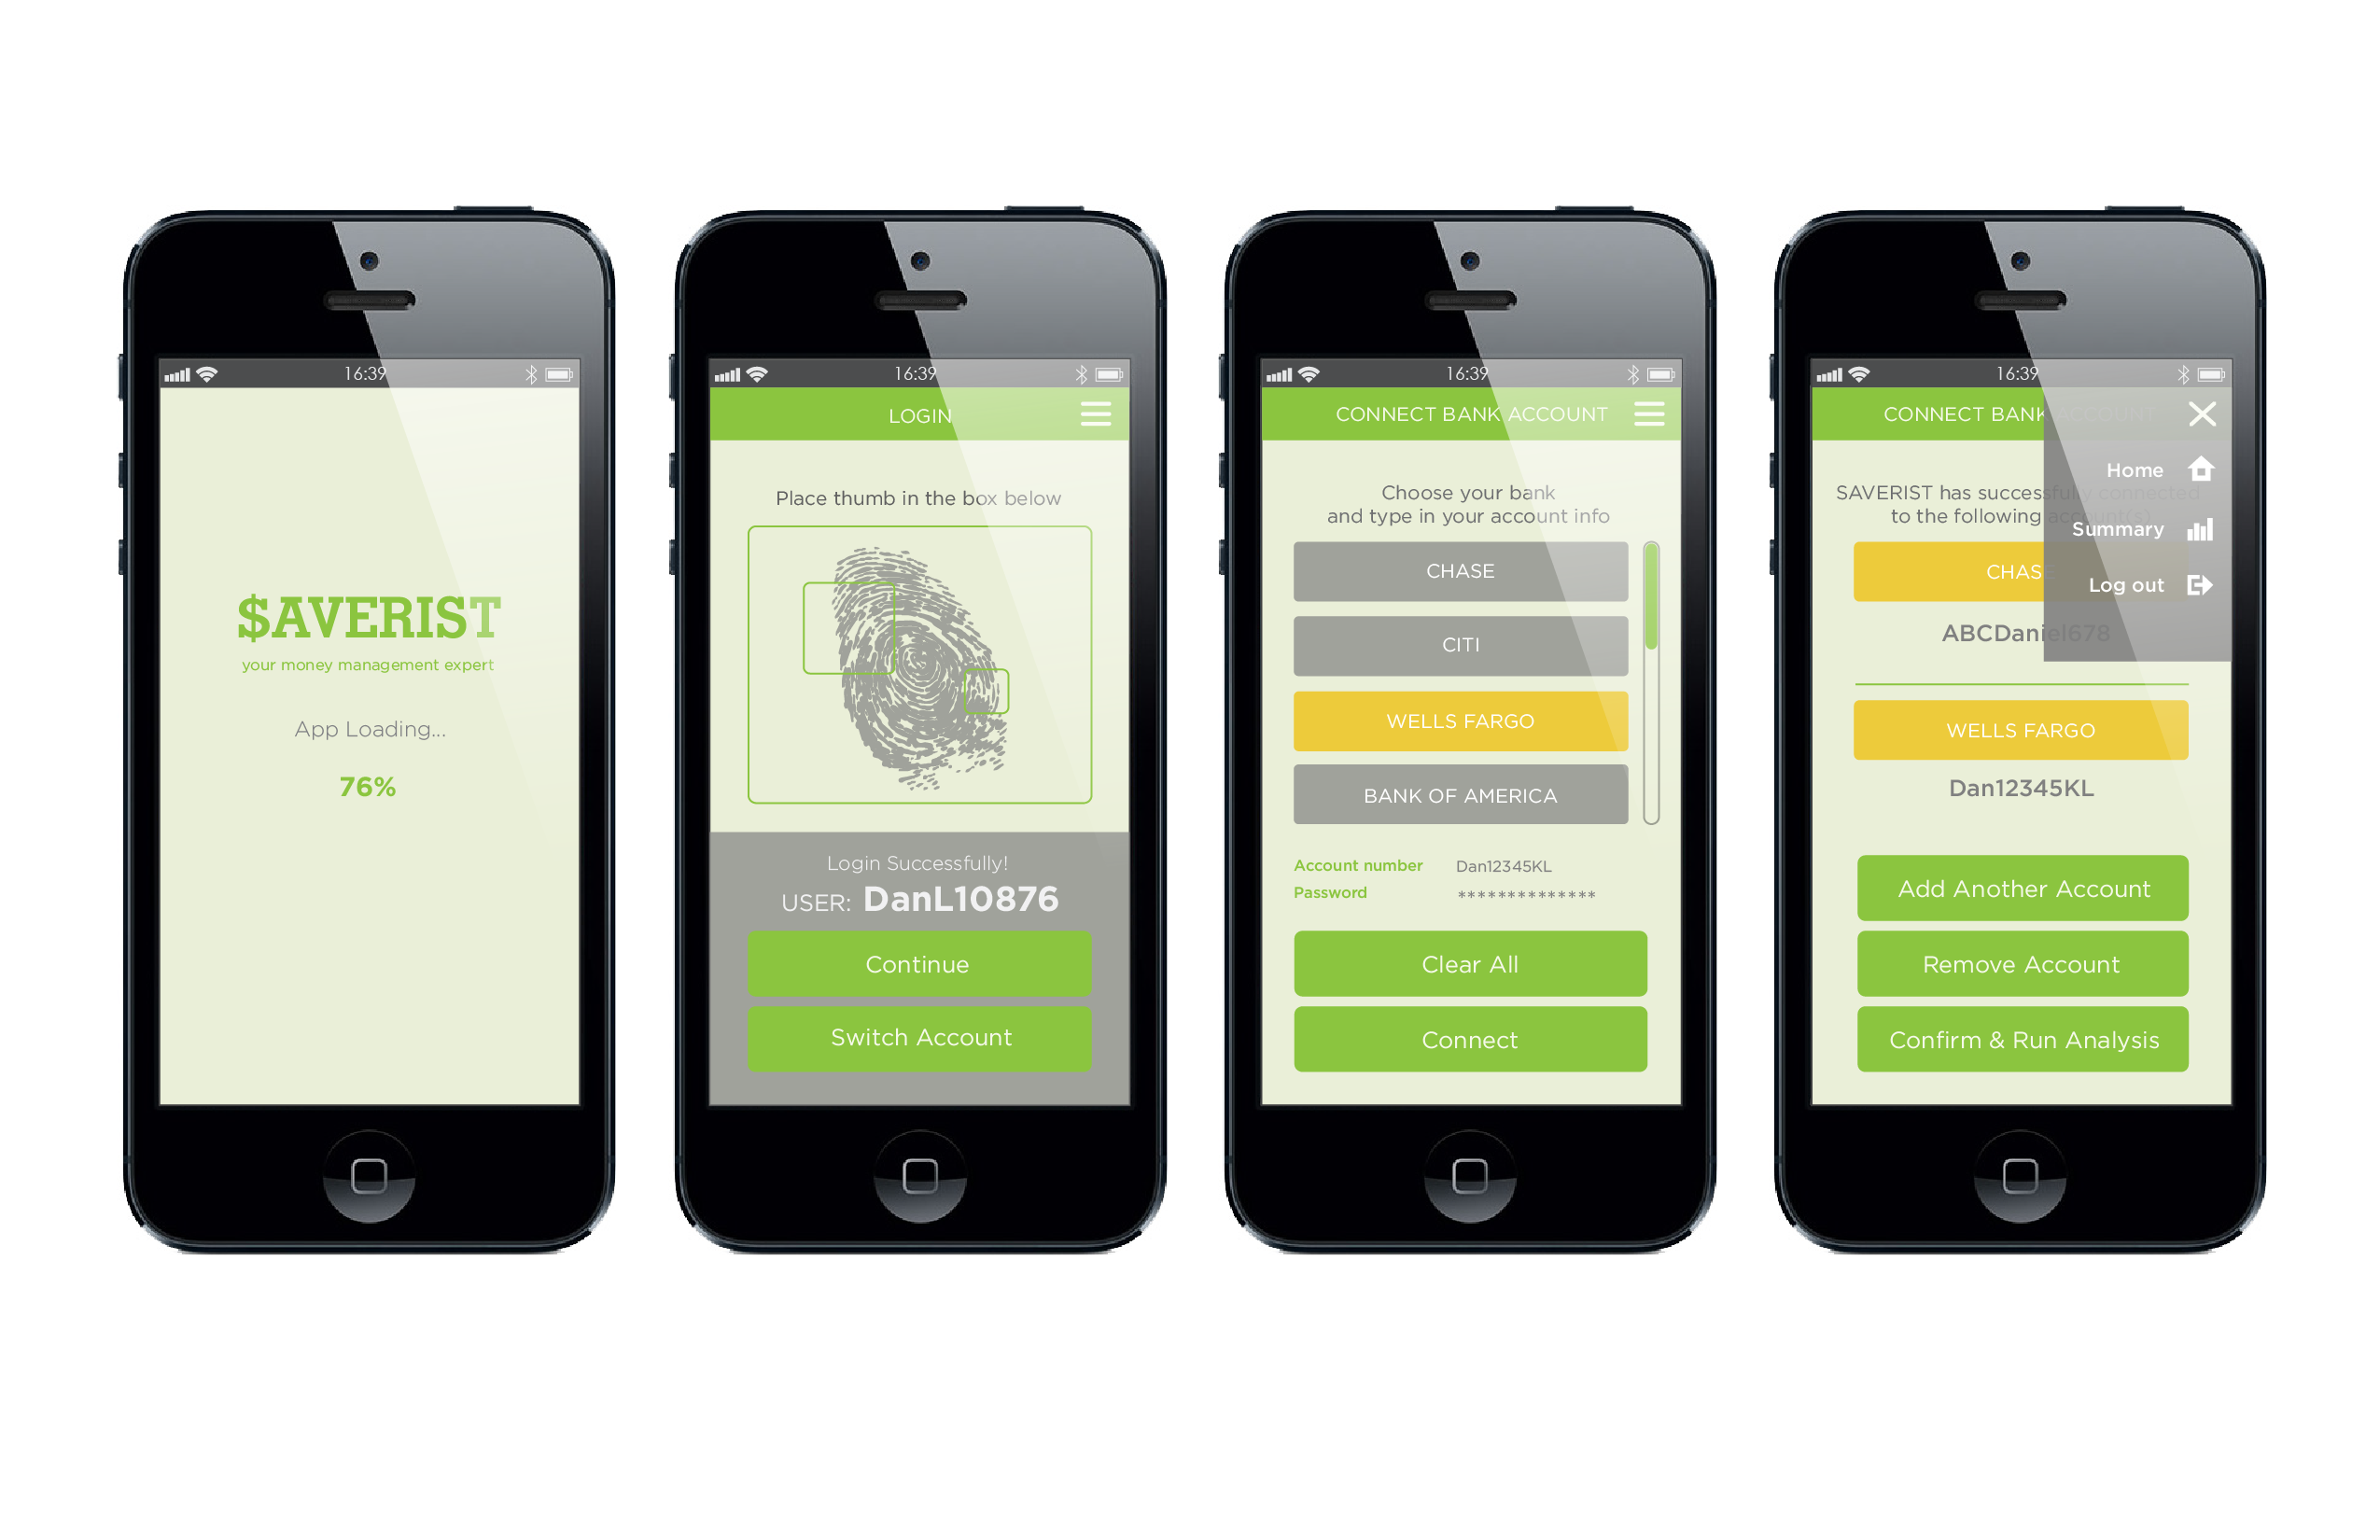 16:39
$AVERIST
your money management expert
App Loading...
76%
16:39
LOGIN
Place thumb in the box below
Login Successfully!
USER: DanL10876
Continue
Switch Account
16:39
CONNECT BANK ACCOUNT
Choose your bank
and type in your account info
CHASE
CITI
WELLS FARGO
BANK OF AMERICA
Account number Dan12345KL
Password **************
Clear All
Connect
16:39
CONNECT BANK ACCOUNT
Home
SAVERIST has successfully connected
to the following account(s)
Summary
CHASE
Log out
ABCDaniel678
WELLS FARGO
Dan12345KL
Add Another Account
Remove Account
Confirm & Run Analysis